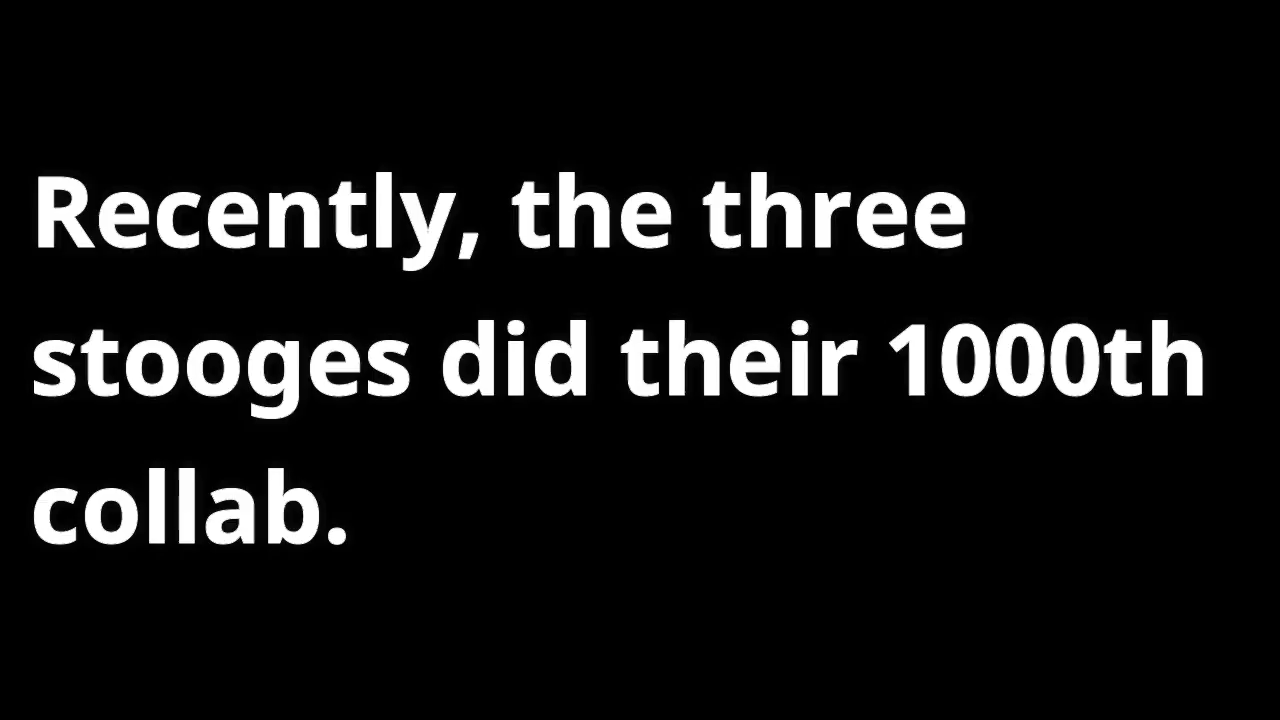 Recently, the three
stooges did their 1000th
collab.